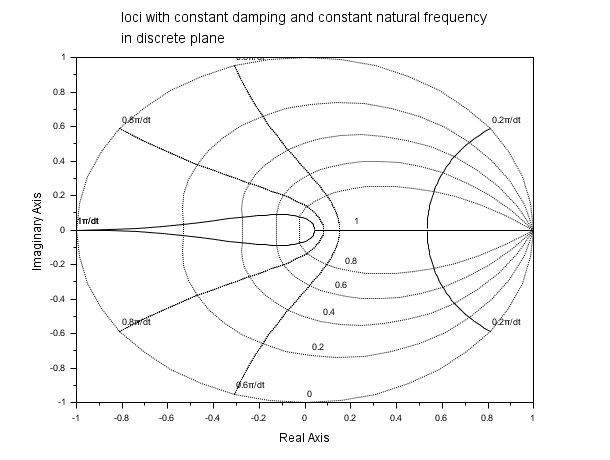 loci with constant damping and constant natural frequency
in discrete plane
1
0.8
0.8π/dt
0.2π/dt
0.6
0.4
0.2
1π/dt
1
0
Imaginary Axis
-0.2
0.8
0.6
-0.4
0.4
0.8π/dt
0.2π/dt
-0.6
0.2
-0.8
0.6π/dt
0
-1
-1 -0.8 -0.6 -0.4 -0.2 0 0.2 0.4 0.6 0.8 1
Real Axis